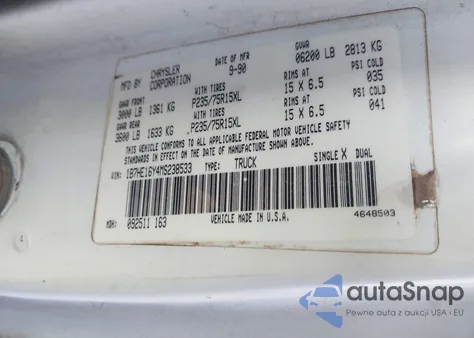 MFD BY CHRYSLER CORPORATION DATE OF MFR 9-90 GVWR 06200 LB 2813 KG
GAWR FRONT WITH TIRES RIMS AT PSI COLD
3000 LB 1361 KG P235/75R15XL 15 X 6.5 035
GAWR REAR WITH TIRES RIMS AT PSI COLD
3600 LB 1633 KG P235/75R15XL 15 X 6.5 041
THIS VEHICLE CONFORMS TO ALL APPLICABLE FEDERAL MOTOR VEHICLE SAFETY
STANDARDS IN EFFECT ON THE DATE OF MANUFACTURE SHOWN ABOVE.
VIN: 1B7HE16Y4MS238533 TYPE: TRUCK SINGLE X DUAL
MDH: 092511 163 VEHICLE MADE IN U.S.A. 4648503
autoSnap
Pewne auta z aukcji USA i EU